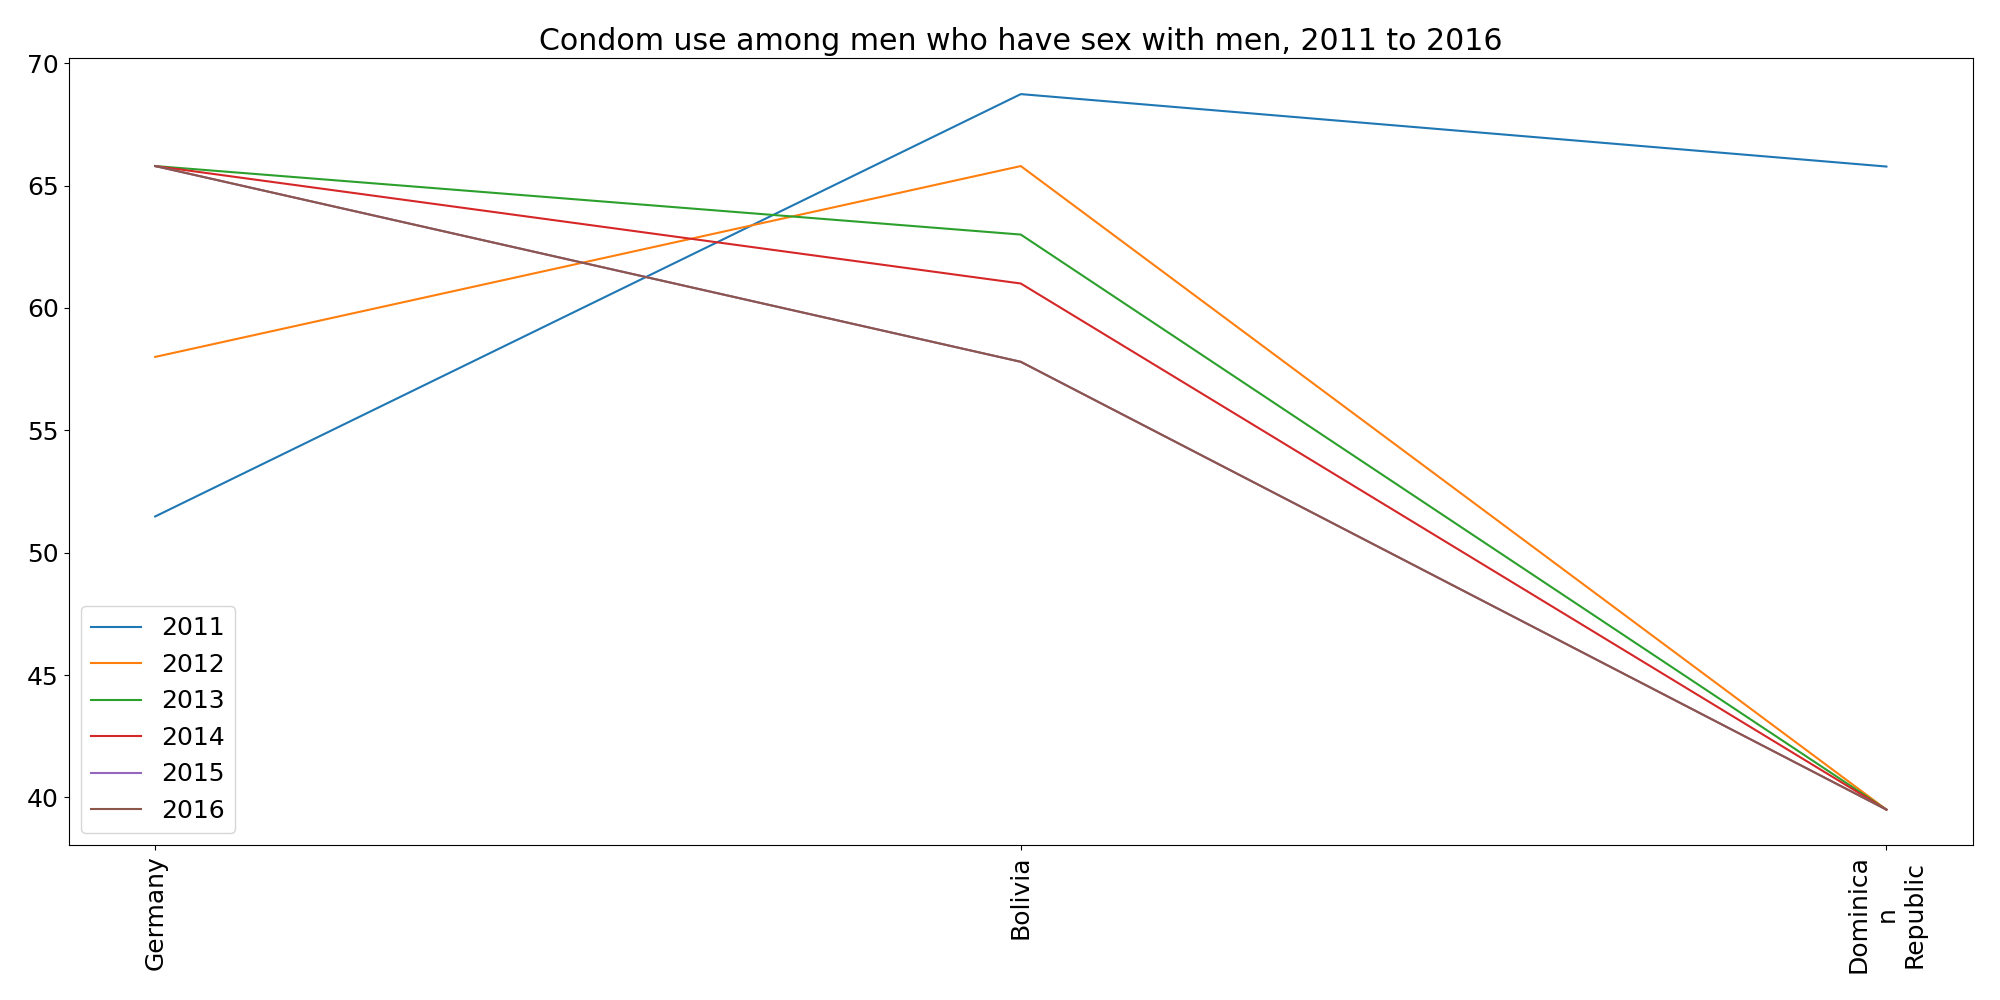 Condom use among men who have sex with men, 2011 to 2016
70
65
60
55
50
45
40
2011
2012
2013
2014
2015
2016
Germany
Bolivia
Dominica
n
Republic